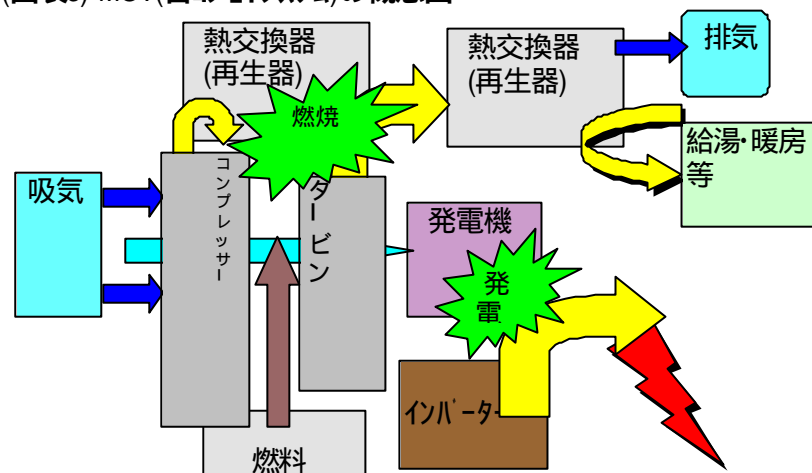 熱交換器
(再生器)
熱交換器
(再生器)
排気
燃焼
給湯・暖房
等
吸気
コンプレッサー
タービン
発電機
発
電
インバーター
燃料